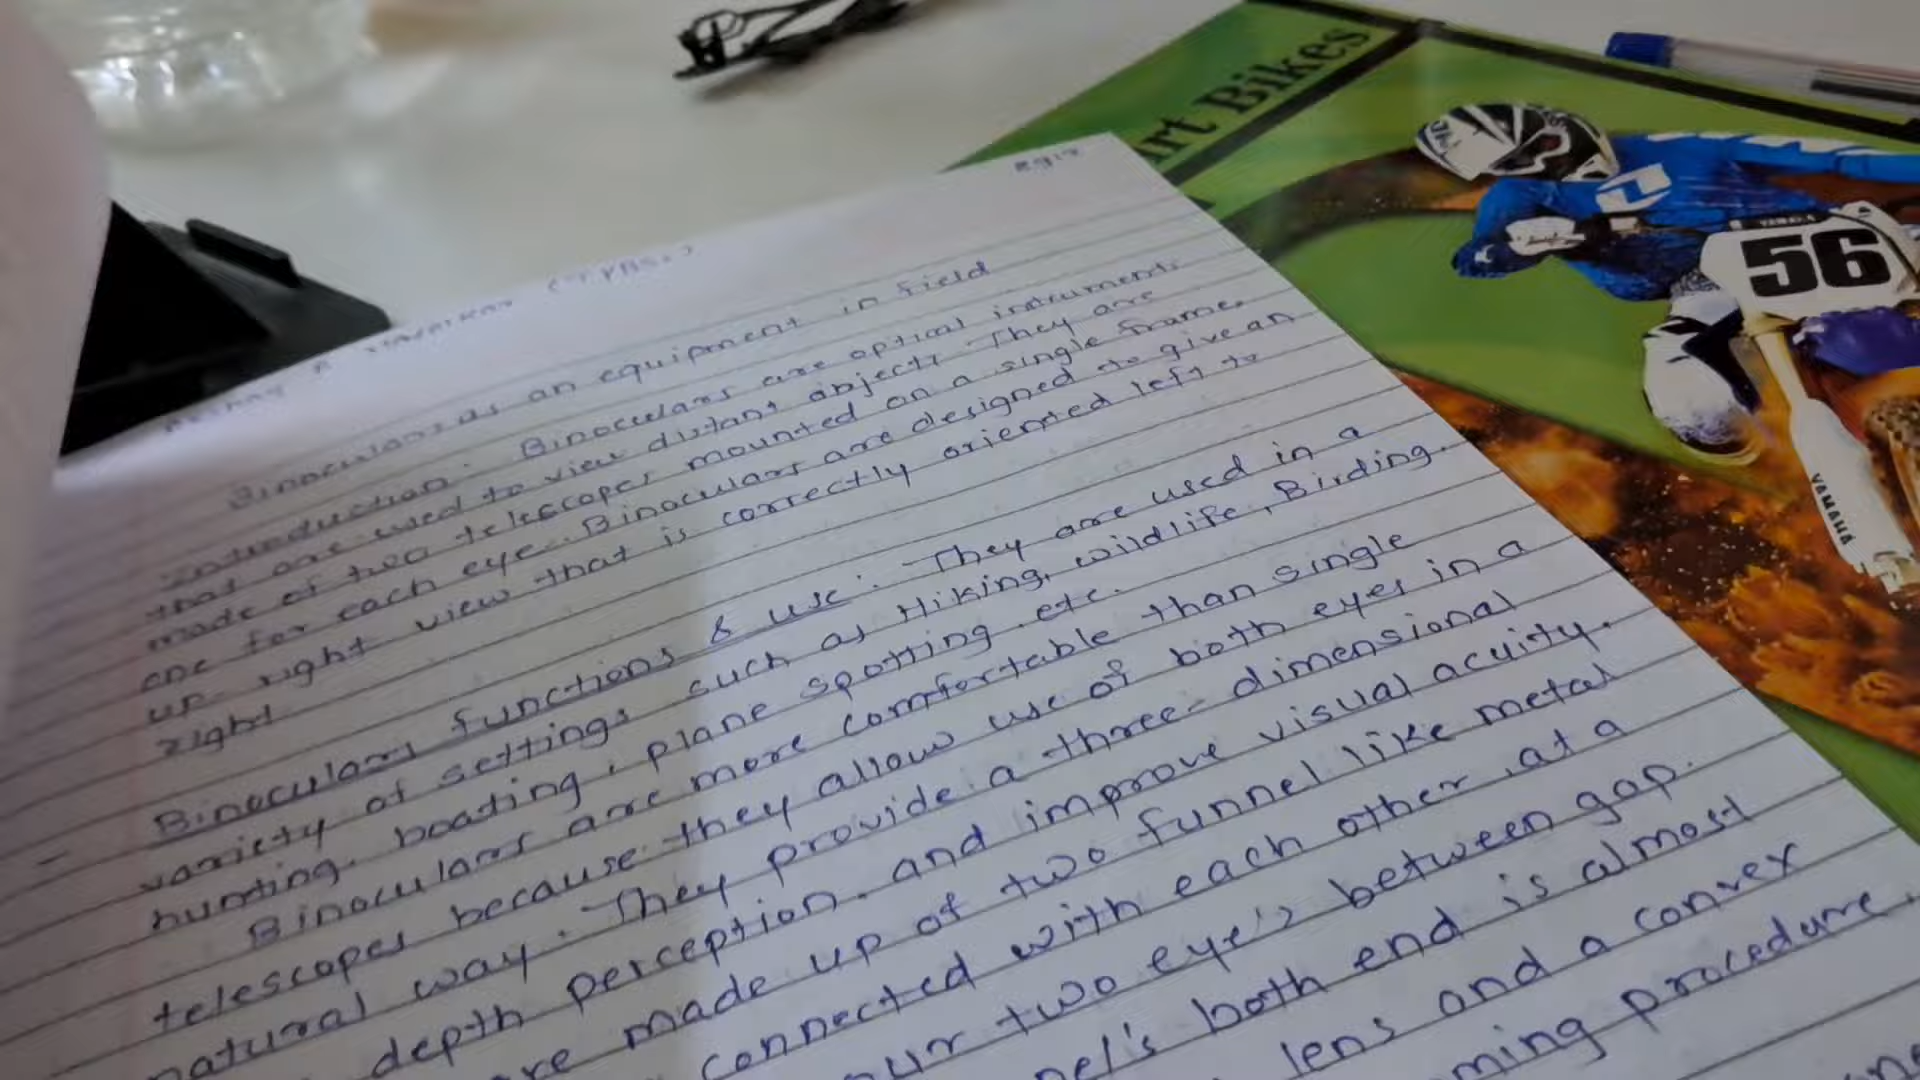 Binoculars as an equipment in field
Introduction. Binoculars are optical instruments
that are used to view distant objects They are
made of two telescopes mounted on a single frame.
one for each eye. Binoculars are designed to give an
up-right view that is correctly oriented left to
right
- Binoculars functions & use: They are used in a
variety of settings such as Hiking, wildlife, Birding.
hunting. boating, plane spotting etc.
Binoculars are more comfortable than single
telescopes because they allow use of both eyes in a
natural way. They provide a three-dimensional
depth perception. and improve visual acuity.
made up of two funnel like metal
connected with each other at a
two eye's between gap.
both end is almost
lens and a convex
procedure.
Bikes
56
YAMAHA